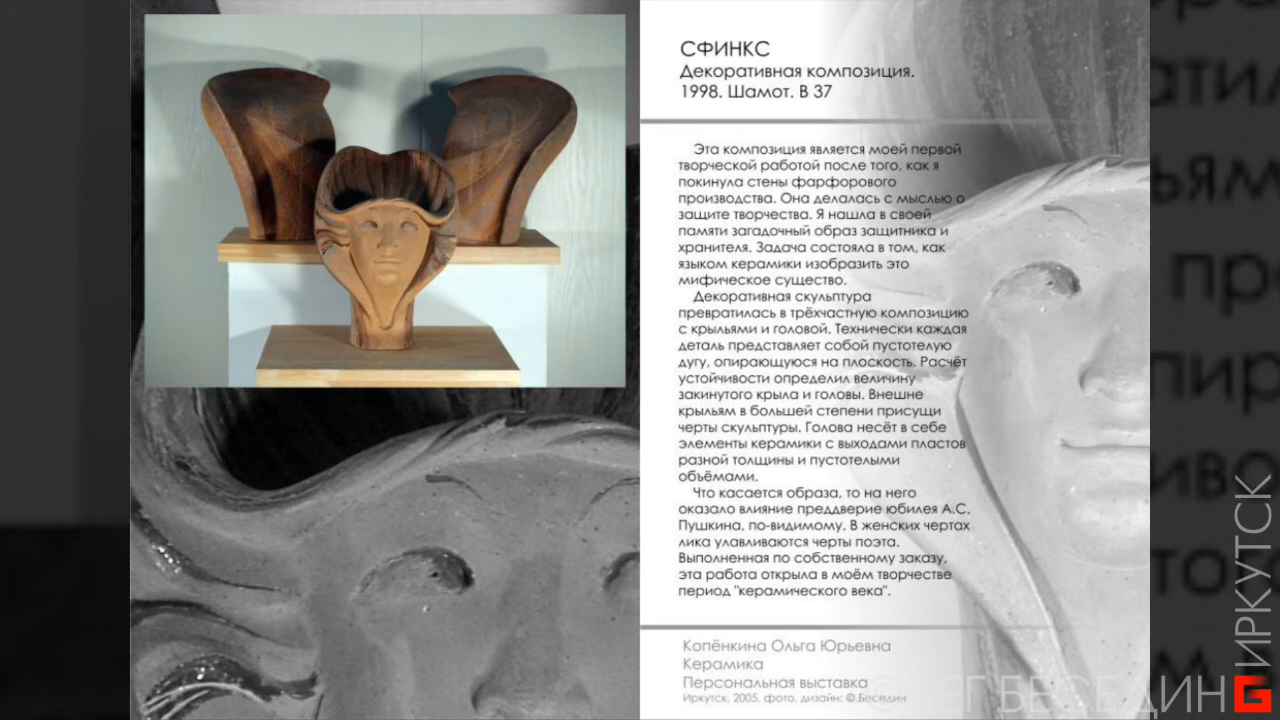 СФИНКС
Декоративная композиция.
1998. Шамот. В 37
Эта композиция является моей первой
творческой работой после того, как я
покинула стены фарфорового
производства. Она делалась с мыслью о
защите творчества. Я нашла в своей
памяти загадочный образ защитника и
хранителя. Задача состояла в том, как
языком керамики изобразить это
мифическое существо.
Декоративная скульптура
превратилась в трёхчастную композицию
с крыльями и головой. Технически каждая
деталь представляет собой пустотелую
дугу, опирающуюся на плоскость. Расчёт
устойчивости определил величину
закинутого крыла и головы. Внешне
крыльям в большей степени присущи
черты скульптуры. Голова несёт в себе
элементы керамики с выходами пластов
разной толщины и пустотелыми
объёмами.
Что касается образа, то на него
оказало влияние преддверие юбилея А.С.
Пушкина, по-видимому. В женских чертах
лика улавливаются черты поэта.
Выполненная по собственному заказу,
эта работа открыла в моём творчестве
период "керамического века".
Копёнкина Ольга Юрьевна
Керамика
Персональная выставка
Иркутск, 2005. фото, дизайн: ©.Беседин
ЕГ.БЕСЕДИН
ИРКУТСК